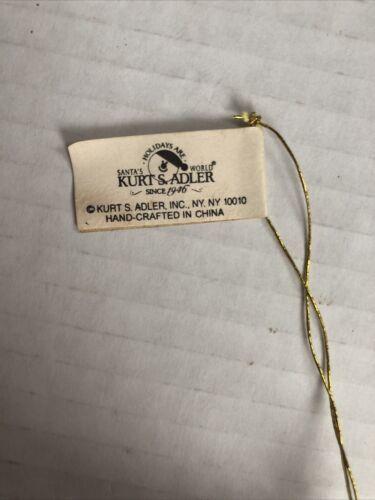 HOLIDAYS ARE
SANTA'S WORLD
KURT S. ADLER®
SINCE 1946
© KURT S. ADLER, INC., NY, NY 10010
HAND-CRAFTED IN CHINA